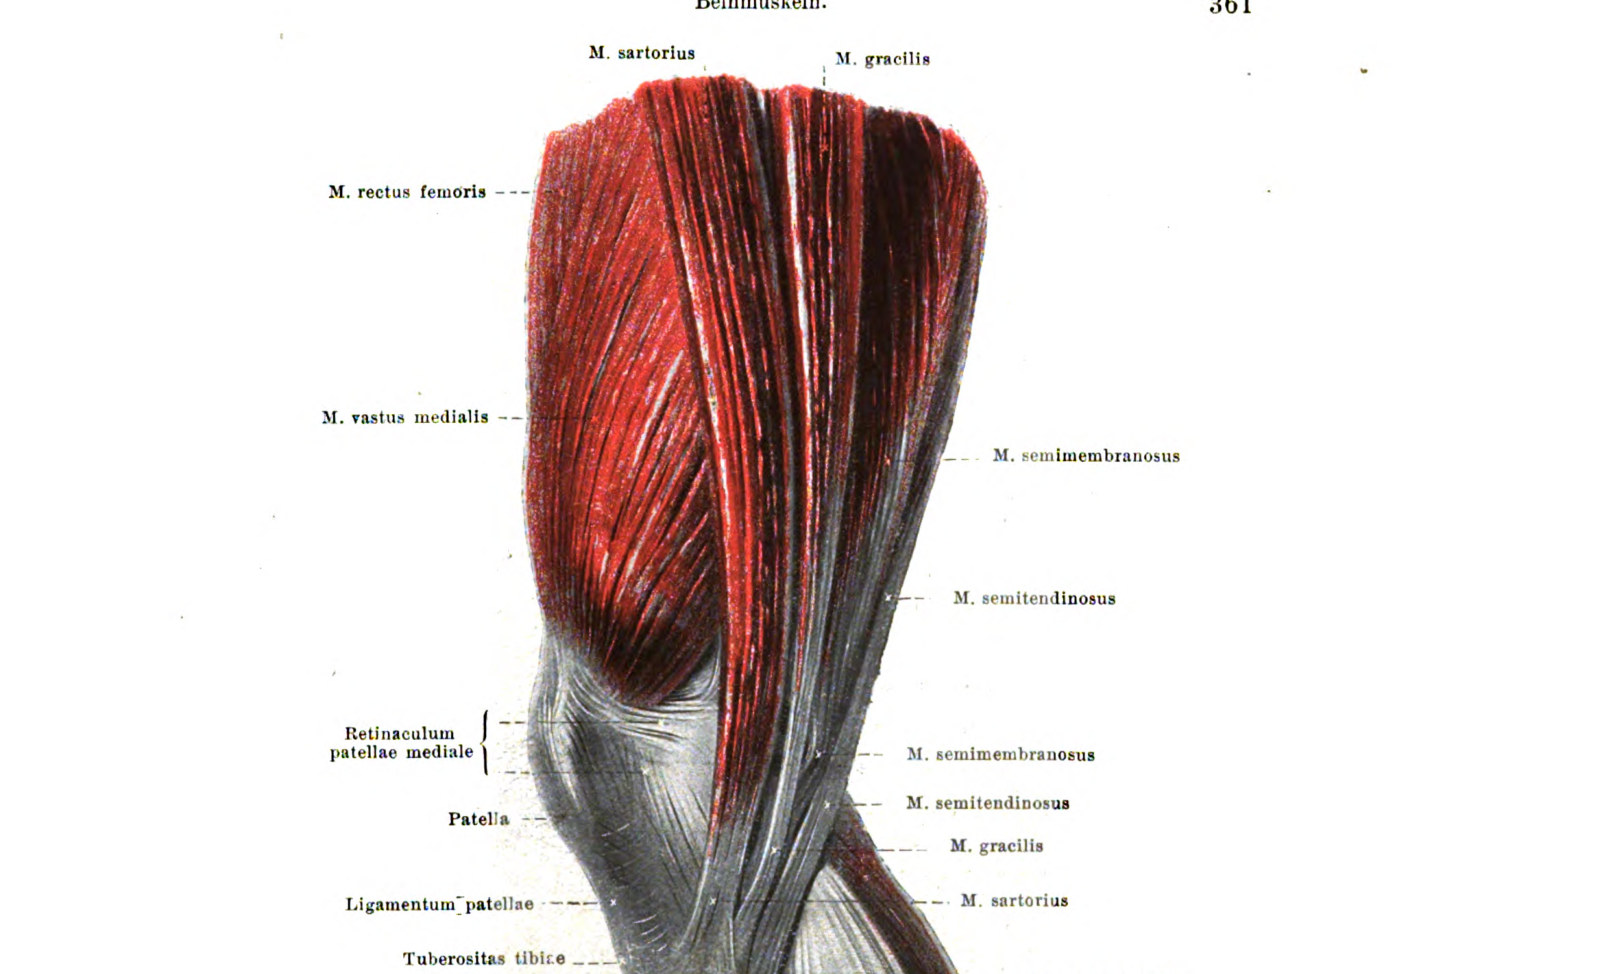 Beinmuskeln.
361
M. sartorius
M. gracilis
M. rectus femoris
M. vastus medialis
M. semimembranosus
M. semitendinosus
Retinaculum
patellae mediale
M. semimembranosus
M. semitendinosus
Patella
M. gracilis
M. sartorius
Ligamentum patellae
Tuberositas tibiae